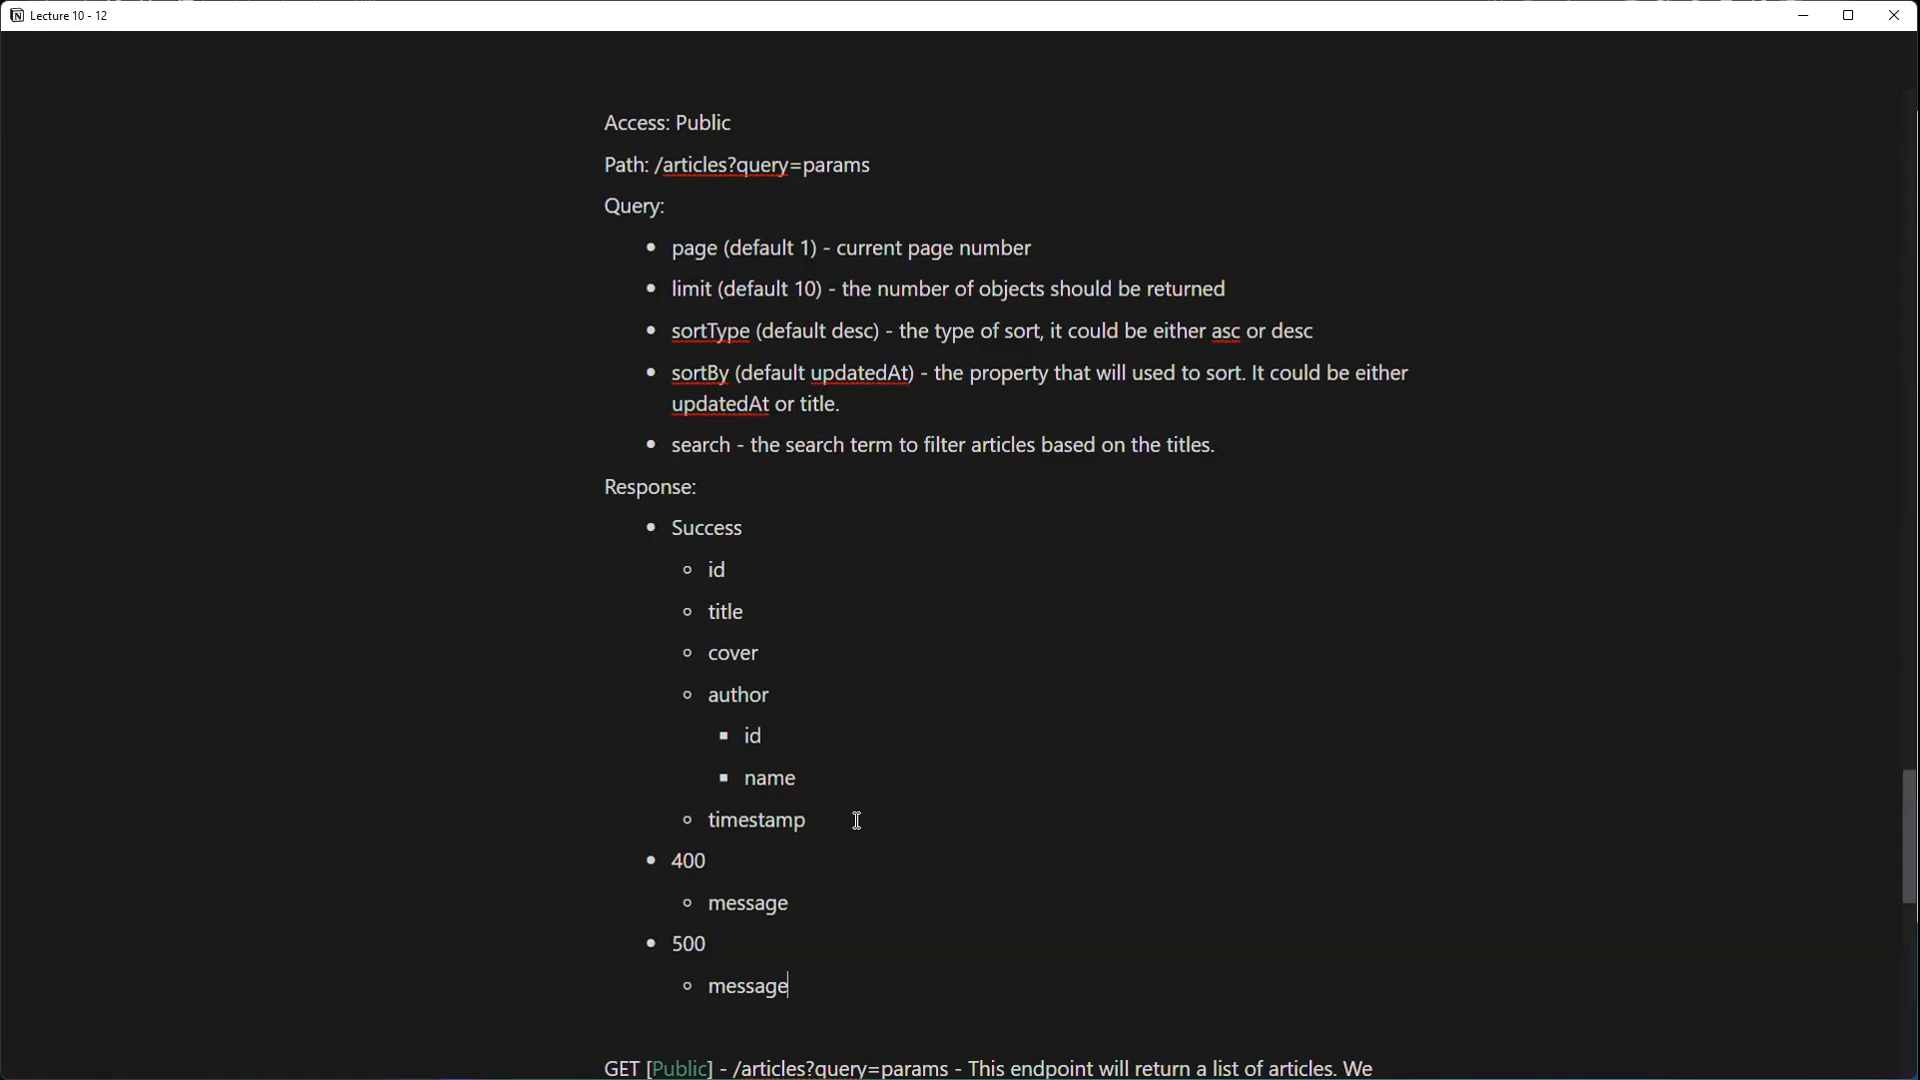 Lecture 10 - 12
Access: Public
Path: /articles?query=params
Query:
page (default 1) - current page number
limit (default 10) - the number of objects should be returned
sortType (default desc) - the type of sort, it could be either asc or desc
sortBy (default updatedAt) - the property that will used to sort. It could be either
updatedAt or title.
search - the search term to filter articles based on the titles.
Response:
Success
id
title
cover
author
id
name
timestamp
400
message
500
message
GET [Public] - /articles?query=params - This endpoint will return a list of articles. We